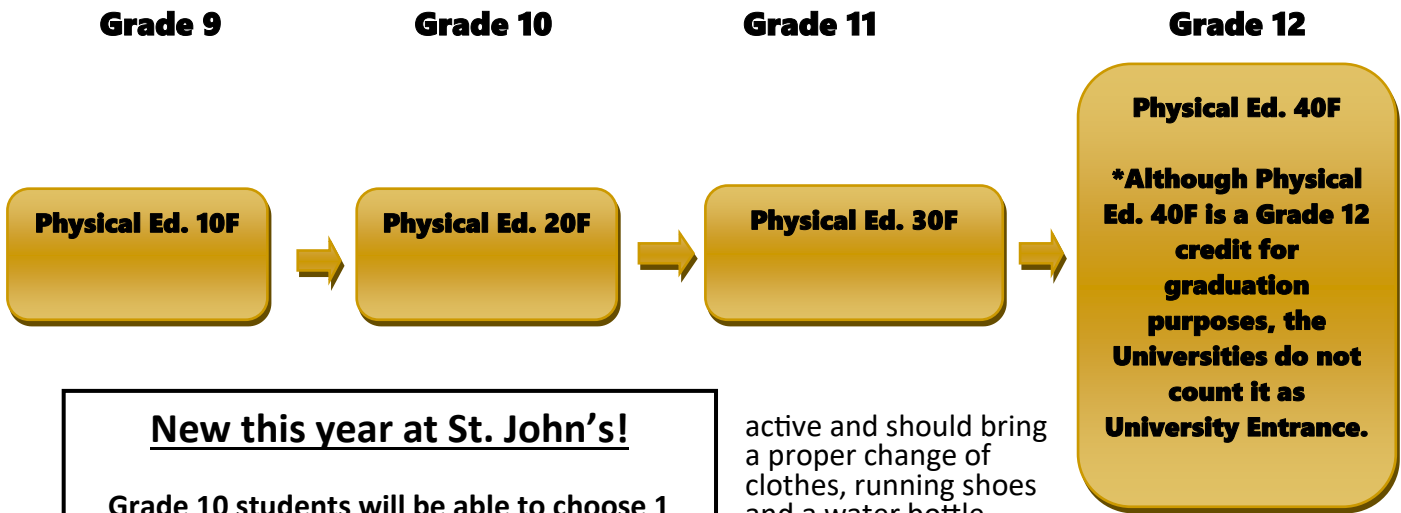 Grade 9 Grade 10 Grade 11 Grade 12
Physical Ed. 10F
Physical Ed. 20F
Physical Ed. 30F
Physical Ed. 40F
*Although Physical
Ed. 40F is a Grade 12
credit for
graduation
purposes, the
Universities do not
count it as
University Entrance.
New this year at St. John’s!
Grade 10 students will be able to choose 1
active and should bring
a proper change of
clothes, running shoes
and a water bottle